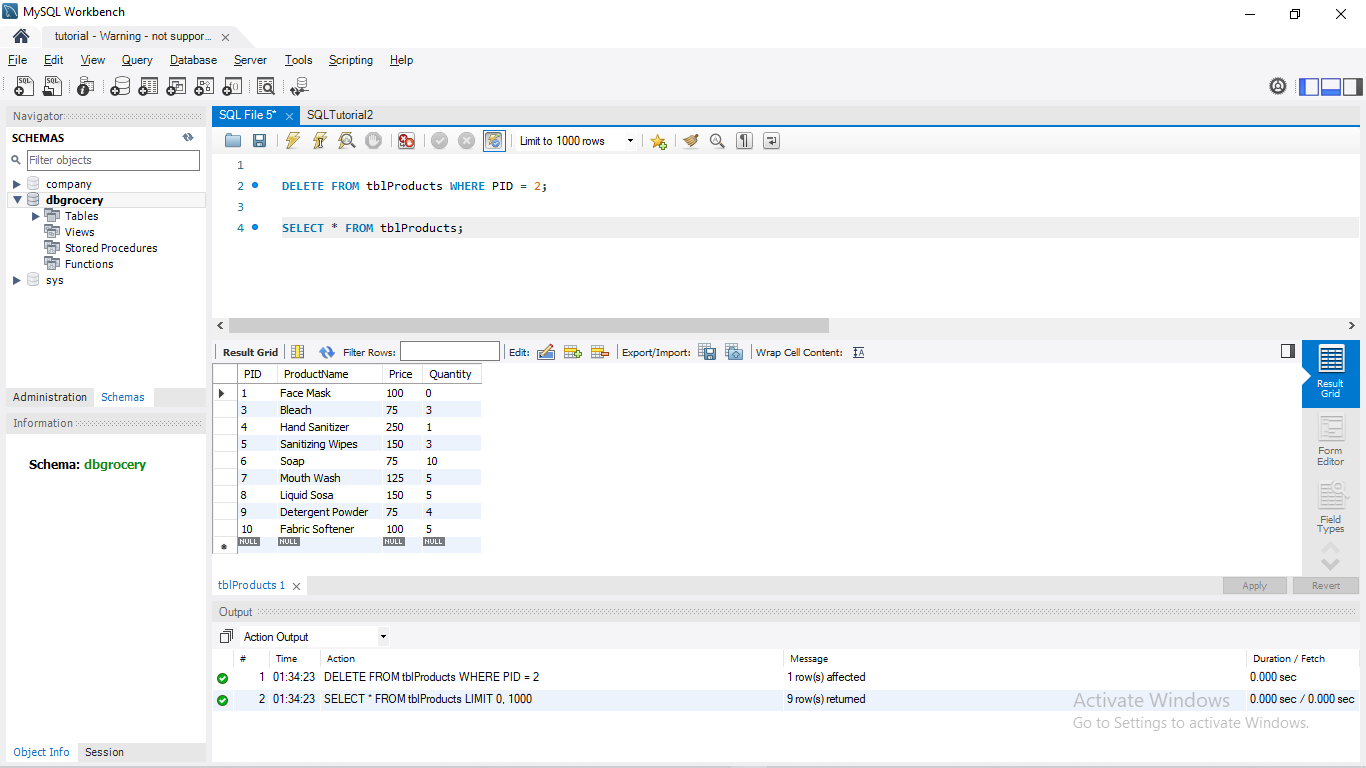 MySQL Workbench
tutorial - Warning - not suppor...
File Edit View Query Database Server Tools Scripting Help
Navigator
SQL File 5* SQLTutorial2
SCHEMAS
Limit to 1000 rows
Filter objects
company
dbgrocery
Tables
Views
Stored Procedures
Functions
sys
1
2 DELETE FROM tblProducts WHERE PID = 2;
3
4 SELECT * FROM tblProducts;
Result Grid Filter Rows: Edit: Export/Import: Wrap Cell Content:
PID ProductName Price Quantity
1 Face Mask 100 0
3 Bleach 75 3
4 Hand Sanitizer 250 1
5 Sanitizing Wipes 150 3
6 Soap 75 10
7 Mouth Wash 125 5
8 Liquid Sosa 150 5
9 Detergent Powder 75 4
10 Fabric Softener 100 5
NULL NULL NULL NULL
Result
Grid
Form
Editor
Field
Types
Administration Schemas
Information
Schema: dbgrocery
tblProducts 1
Apply Revert
Output
Action Output
# Time Action Message Duration / Fetch
1 01:34:23 DELETE FROM tblProducts WHERE PID = 2 1 row(s) affected 0.000 sec
2 01:34:23 SELECT * FROM tblProducts LIMIT 0, 1000 9 row(s) returned 0.000 sec / 0.000 sec
Activate Windows
Go to Settings to activate Windows.
Object Info Session